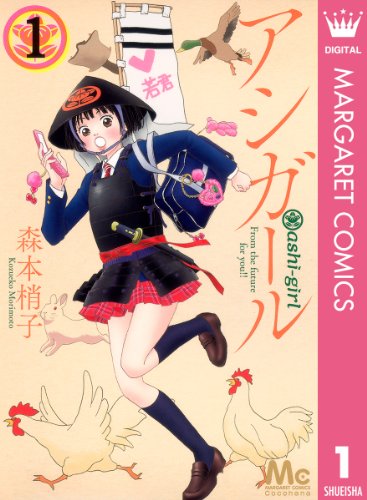 1
若君
アシガール
ashi-girl
From the future
for you!!
森本梢子
Kozueko Morimoto
Mc
MARGARET COMICS
Cocohana
DIGITAL
MARGARET COMICS
1
SHUEISHA